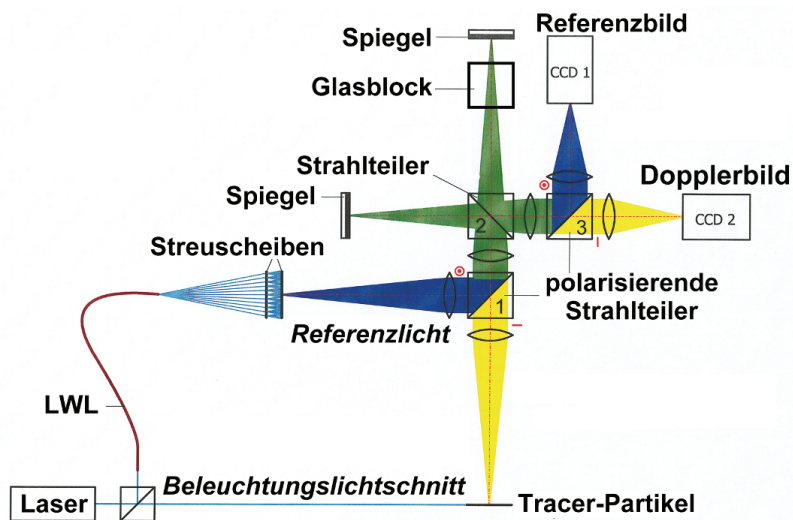 Spiegel
Referenzbild
CCD 1
Glasblock
Strahlteiler
Dopplerbild
Spiegel
CCD 2
2
3
Streuscheiben
polarisierende
Strahlteiler
1
Referenzlicht
LWL
Beleuchtungslichtschnitt
Laser
Tracer-Partikel